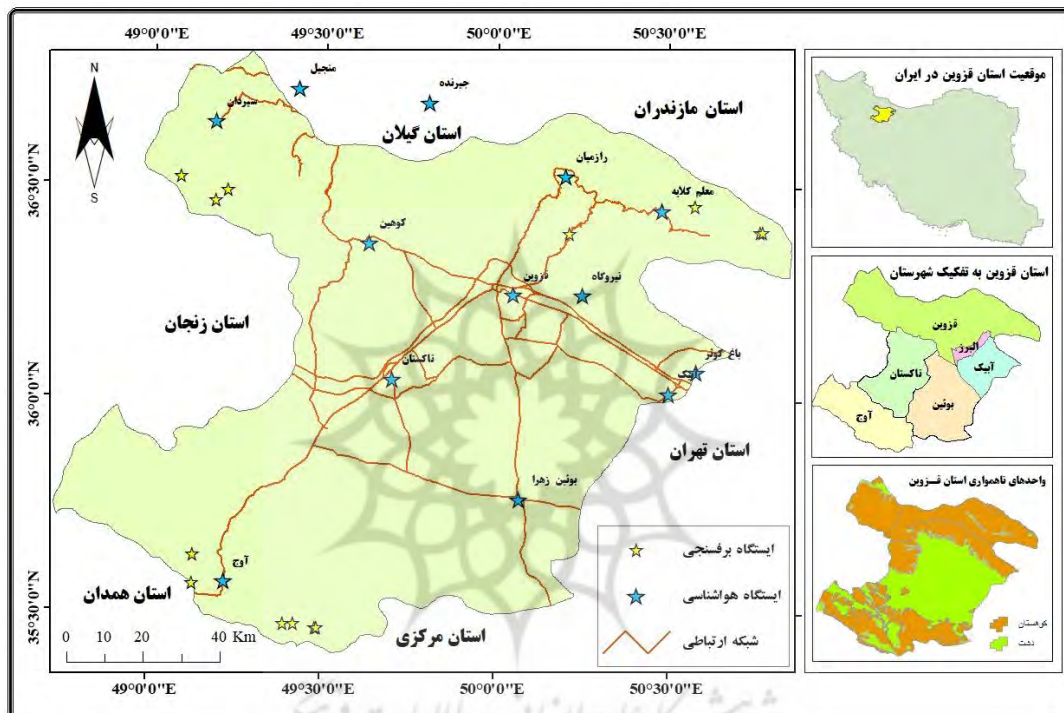 49°0'0"E 49°30'0"E 50°0'0"E 50°30'0"E
N
S
36°30'0"N
36°0'0"N
35°30'0"N
منجیل
جیرنده
سیردان
استان گیلان
استان مازندران
رازمیان
معلم کلایه
کوهین
قزوین
نیروگاه
استان زنجان
تاکستان
باغ کوثر
استان تهران
بوئین زهرا
آوج
استان همدان
استان مرکزی
0 10 20 40 Km
ایستگاه برفسنجی
ایستگاه هواشناسی
شبکه ارتباطی
49°0'0"E 49°30'0"E 50°0'0"E 50°30'0"E
موقعیت استان قزوین در ایران
استان قزوین به تفکیک شهرستان
قزوین
البرز
آبیک
تاکستان
بوئین
آوج
واحدهای ناهمواری استان قــزوین
کوهستان
دشت